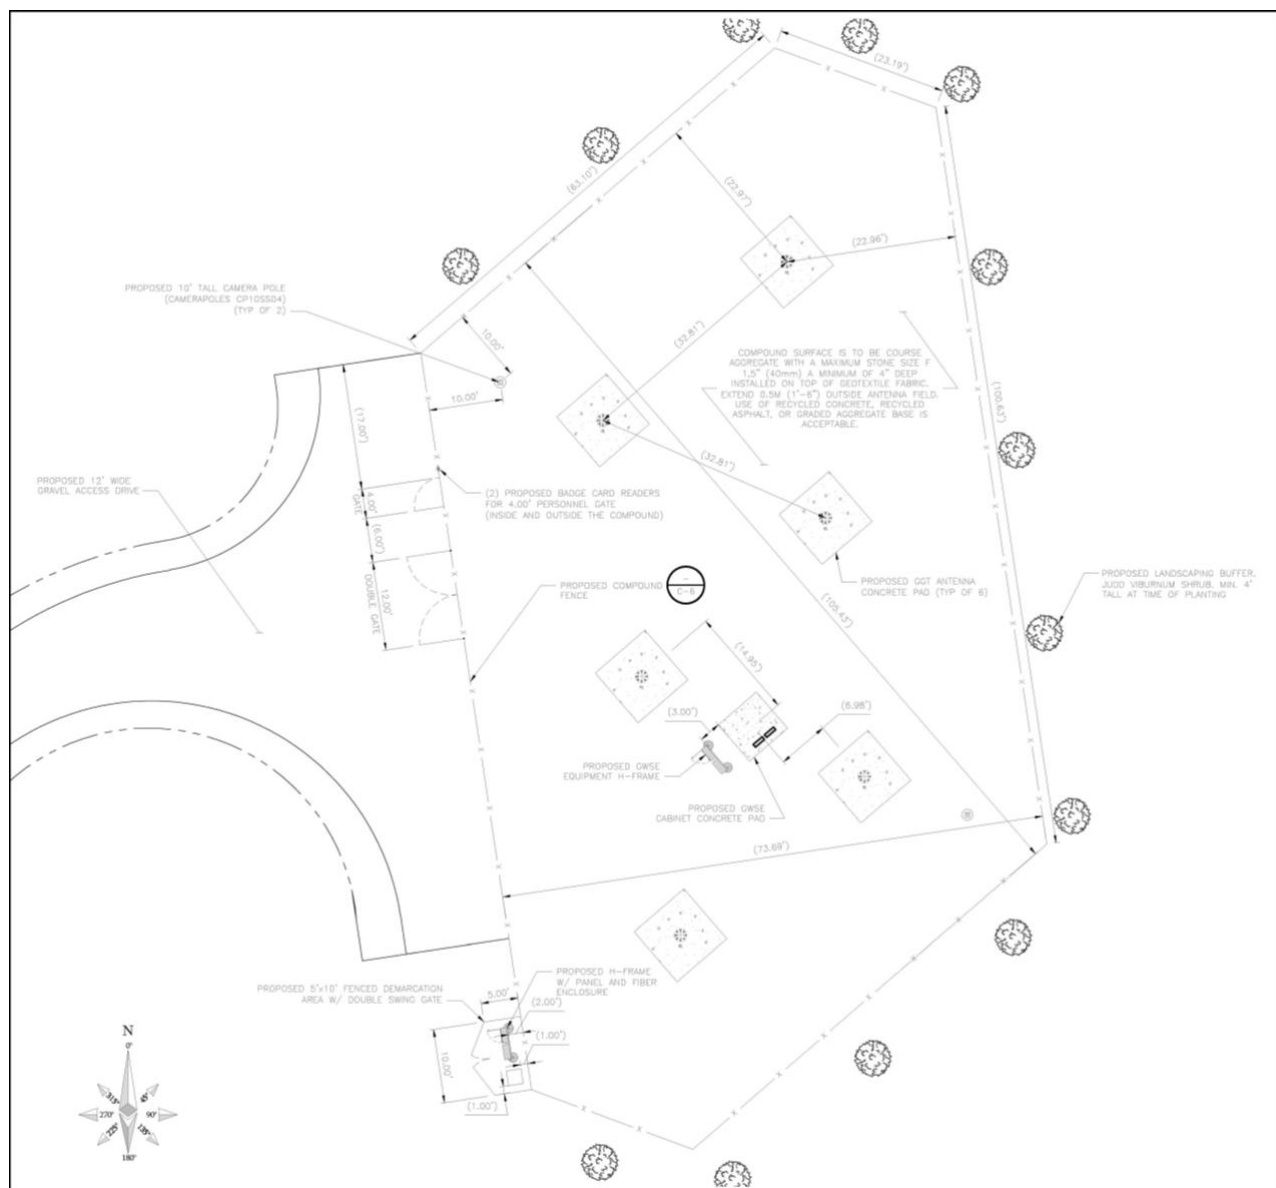 (23.19')
(63.10')
(22.97')
(22.96')
PROPOSED 10' TALL CAMERA POLE
(CAMERAPOLES CP10SS04)
(TYP OF 2)
10.00'
(32.81')
COMPOUND SURFACE IS TO BE COURSE
AGGREGATE WITH A MAXIMUM STONE SIZE F
1.5" (40mm) A MINIMUM OF 4" DEEP
INSTALLED ON TOP OF GEOTEXTILE FABRIC.
EXTEND 0.5M (1'-6") OUTSIDE ANTENNA FIELD.
USE OF RECYCLED CONCRETE, RECYCLED
ASPHALT, OR GRADED AGGREGATE BASE IS
ACCEPTABLE.
(100.63')
10.00'
(17.00')
(32.81')
PROPOSED 12' WIDE
GRAVEL ACCESS DRIVE
4.00'
GATE
(2) PROPOSED BADGE CARD READERS
FOR 4.00' PERSONNEL GATE
(INSIDE AND OUTSIDE THE COMPOUND)
(6.00')
12.00'
DOUBLE GATE
PROPOSED COMPOUND
FENCE
C-6
PROPOSED GGT ANTENNA
CONCRETE PAD (TYP OF 6)
PROPOSED LANDSCAPING BUFFER.
JUDD VIBURNUM SHRUB. MIN. 4'
TALL AT TIME OF PLANTING
(105.43')
(14.95')
(3.00')
(6.98')
PROPOSED GWSE
EQUIPMENT H-FRAME
PROPOSED GWSE
CABINET CONCRETE PAD
(73.69')
PROPOSED H-FRAME
W/ PANEL AND FIBER
ENCLOSURE
PROPOSED 5'x10' FENCED DEMARCATION
AREA W/ DOUBLE SWING GATE
5.00'
(2.00')
(1.00')
10.00'
(1.00')
N
0°
315°
45°
270°
90°
225°
135°
180°